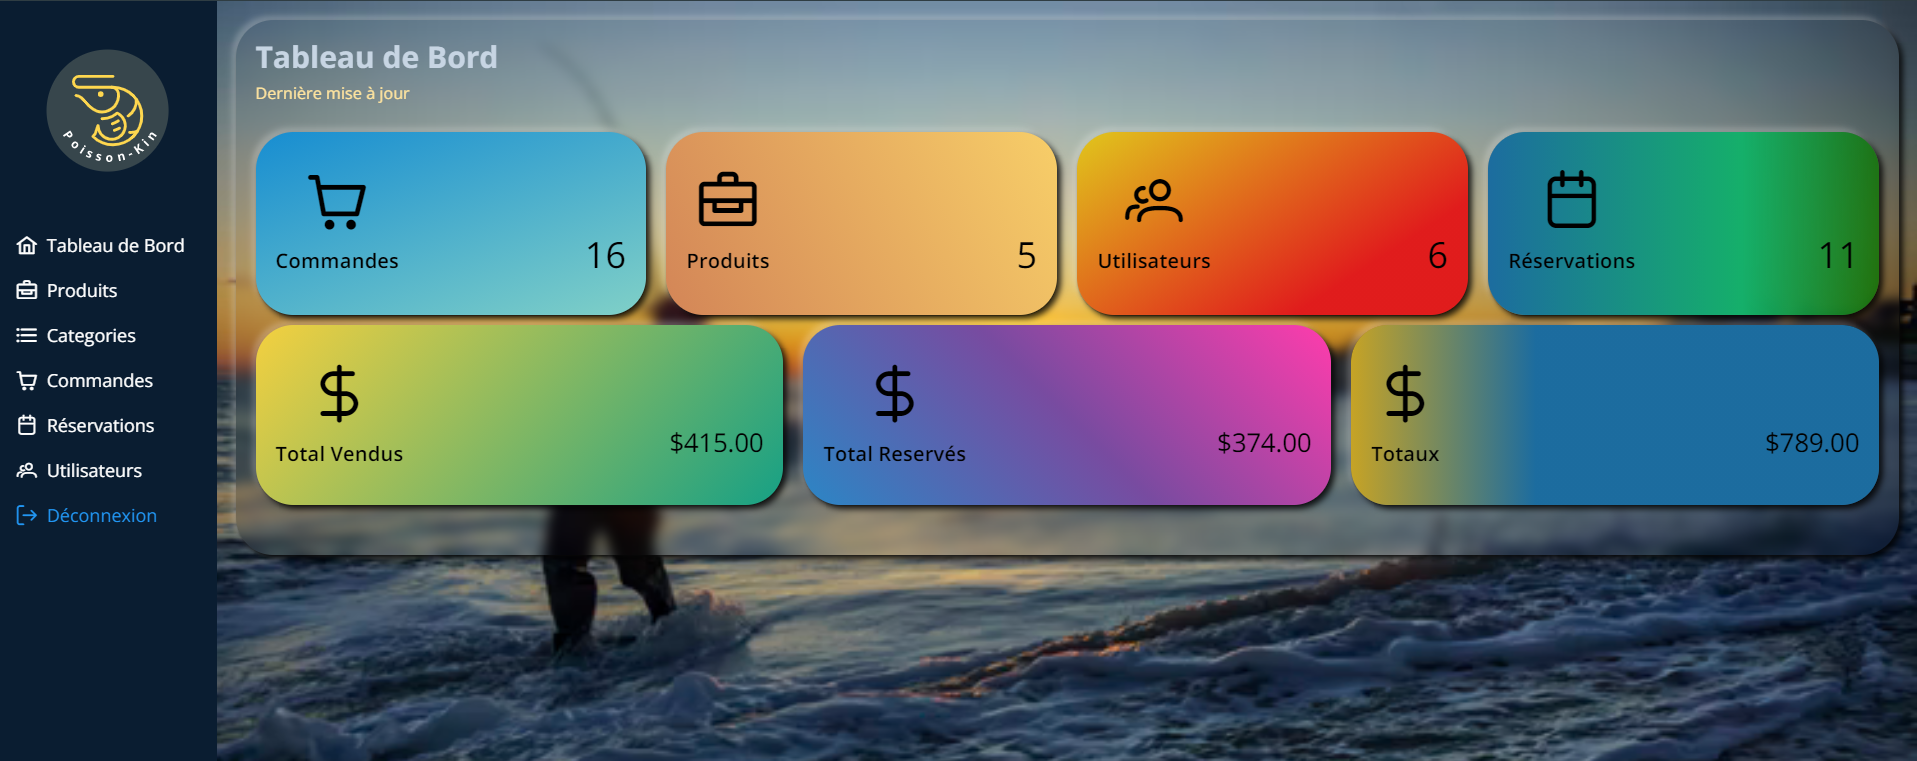 Poisson-Kin
Tableau de Bord
Produits
Categories
Commandes
Réservations
Utilisateurs
Déconnexion
Tableau de Bord
Dernière mise à jour
Commandes 16
Produits 5
Utilisateurs 6
Réservations 11
Total Vendus $415.00
Total Reservés $374.00
Totaux $789.00